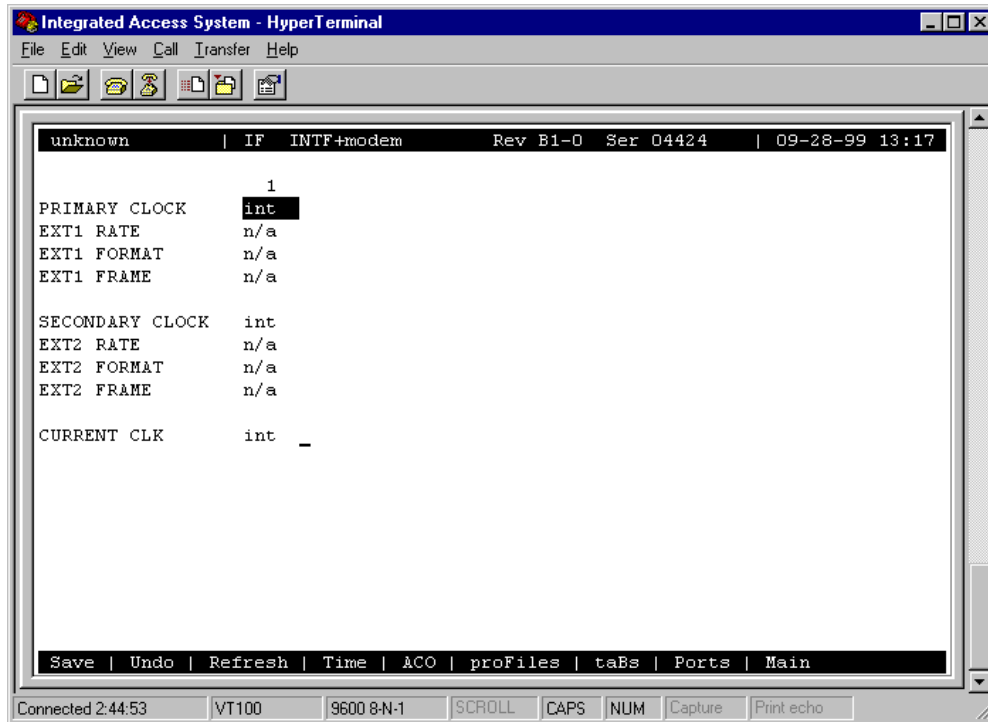 Integrated Access System - HyperTerminal
File Edit View Call Transfer Help
unknown | IF INTF+modem Rev B1-0 Ser 04424 | 09-28-99 13:17
1
PRIMARY CLOCK int
EXT1 RATE n/a
EXT1 FORMAT n/a
EXT1 FRAME n/a
SECONDARY CLOCK int
EXT2 RATE n/a
EXT2 FORMAT n/a
EXT2 FRAME n/a
CURRENT CLK int _
Save | Undo | Refresh | Time | ACO | proFiles | taBs | Ports | Main
Connected 2:44:53 VT100 9600 8-N-1 SCROLL CAPS NUM Capture Print echo